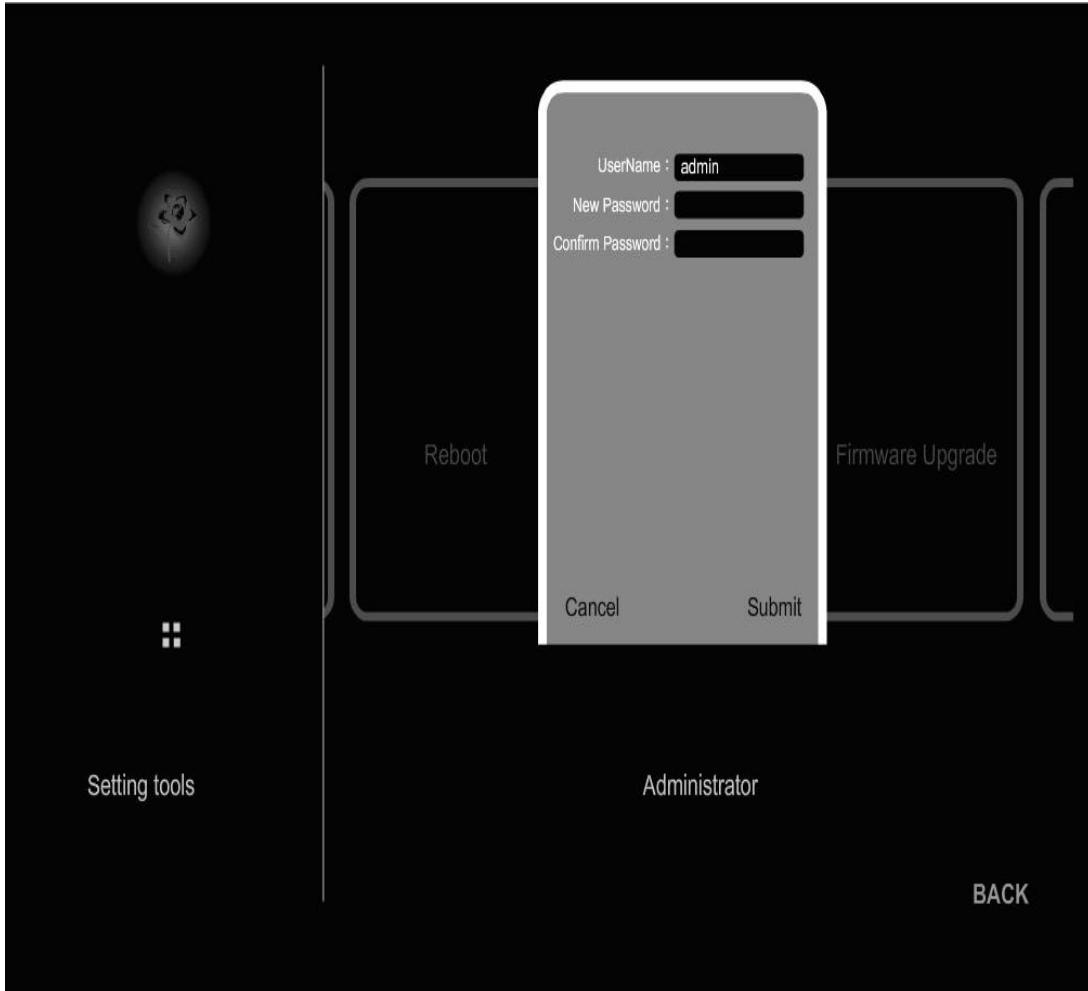 UserName : admin
New Password :
Confirm Password :
Reboot
Firmware Upgrade
Cancel
Submit
Setting tools
Administrator
BACK